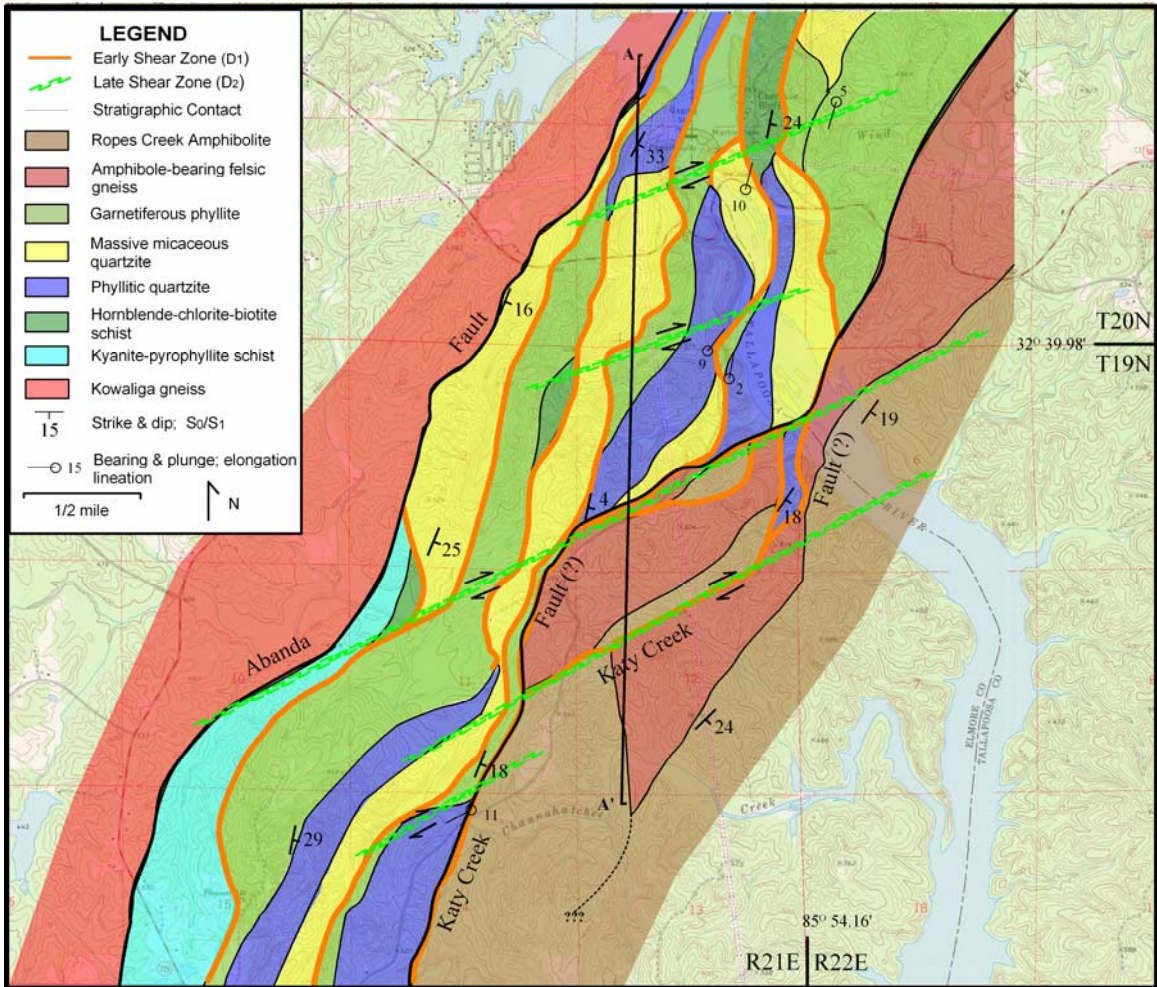 LEGEND
Early Shear Zone (D1)
Late Shear Zone (D2)
Stratigraphic Contact
Ropes Creek Amphibolite
Amphibole-bearing felsic
gneiss
Garnetiferous phyllite
Massive micaceous
quartzite
Phyllitic quartzite
Hornblende-chlorite-biotite
schist
Kyanite-pyrophyllite schist
Kowaliga gneiss
15
Strike & dip; S0/S1
15
Bearing & plunge; elongation
lineation
1/2 mile
N
A
5
Creek
24
Wind
33
10
Fault
16
T20N
32° 39.98'
T19N
9
2
TALLAPOOSA
19
4
Fault (?)
18
RIVER
25
Fault (?)
Abanda
Katy Creek
24
ELMORE CO
TALLAPOOSA CO
18
A'
11
Channahatchee
Creek
29
Katy Creek
???
13
18
85° 54.16'
R21E
R22E